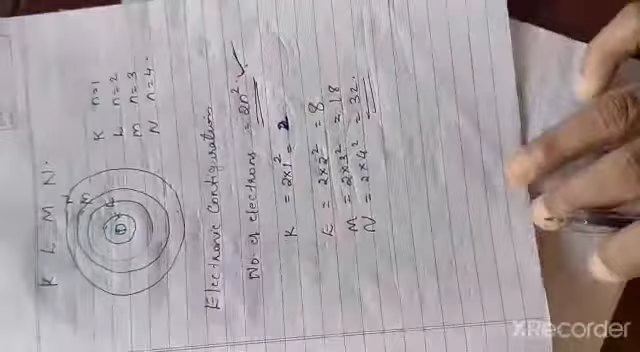 K L M N.
K n=1
L n=2
M n=3
N n=4.
N
M
L
K
Electronic Configuration
No. of electrons = 2n². ✓
K = 2×1² = 2
L = 2×2² = 8
M = 2×3² = 18
N = 2×4² = 32.
XRecorder